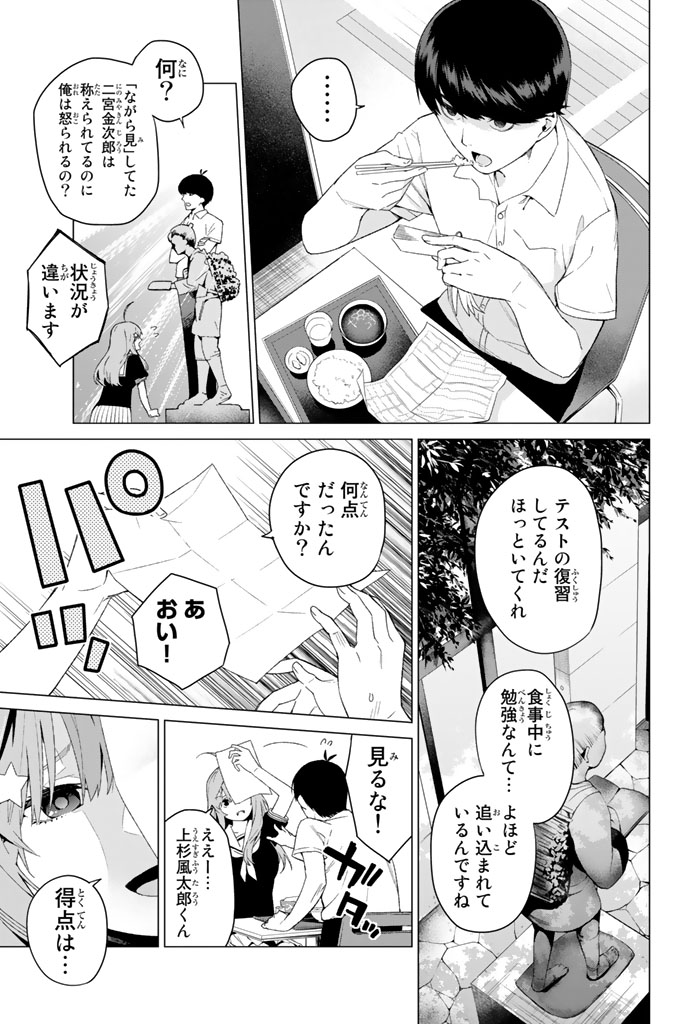 ……
何？
「ながら見」してた
二宮金次郎は
称えられてるのに
俺は怒られるの？
状況が
違います
テストの復習
してるんだ
ほっといてくれ
食事中に
勉強なんて…
よほど
追い込まれて
いるんですね
何点
だったん
ですか？
あ
おい！
パッ
見るな！
ガタッ
ええー…
上杉風太郎くん
得点は…